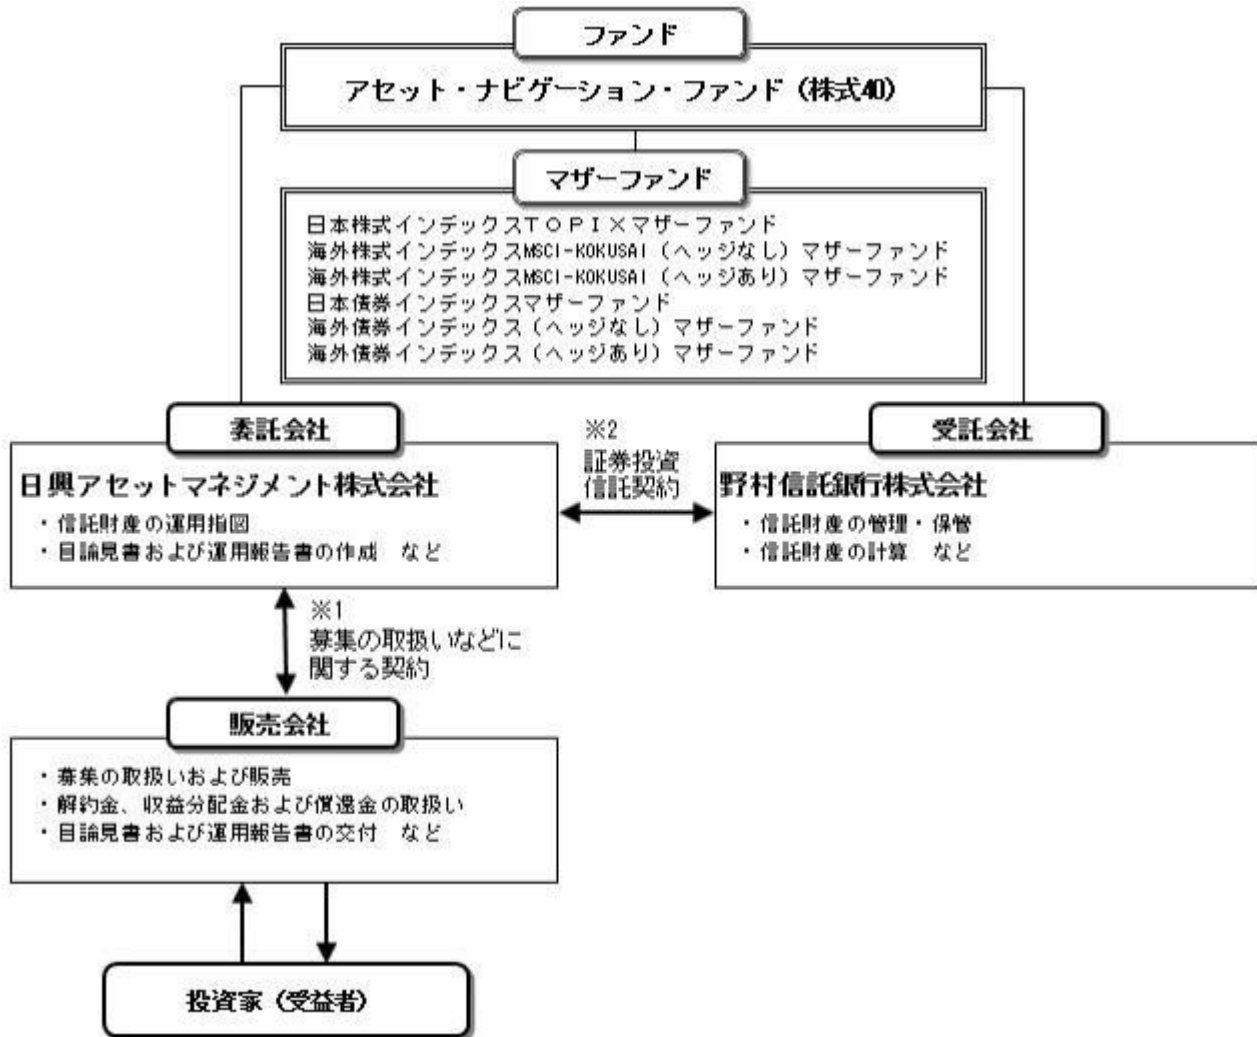 ファンド
アセット・ナビゲーション・ファンド（株式40）
マザーファンド
日本株式インデックスＴＯＰＩＸマザーファンド
海外株式インデックスMSCI-KOKUSAI（ヘッジなし）マザーファンド
海外株式インデックスMSCI-KOKUSAI（ヘッジあり）マザーファンド
日本債券インデックスマザーファンド
海外債券インデックス（ヘッジなし）マザーファンド
海外債券インデックス（ヘッジあり）マザーファンド
委託会社
日興アセットマネジメント株式会社
・信託財産の運用指図
・目論見書および運用報告書の作成　など
※2
証券投資
信託契約
受託会社
野村信託銀行株式会社
・信託財産の管理・保管
・信託財産の計算　など
※1
募集の取扱いなどに
関する契約
販売会社
・募集の取扱いおよび販売
・解約金、収益分配金および償還金の取扱い
・目論見書および運用報告書の交付　など
投資家（受益者）